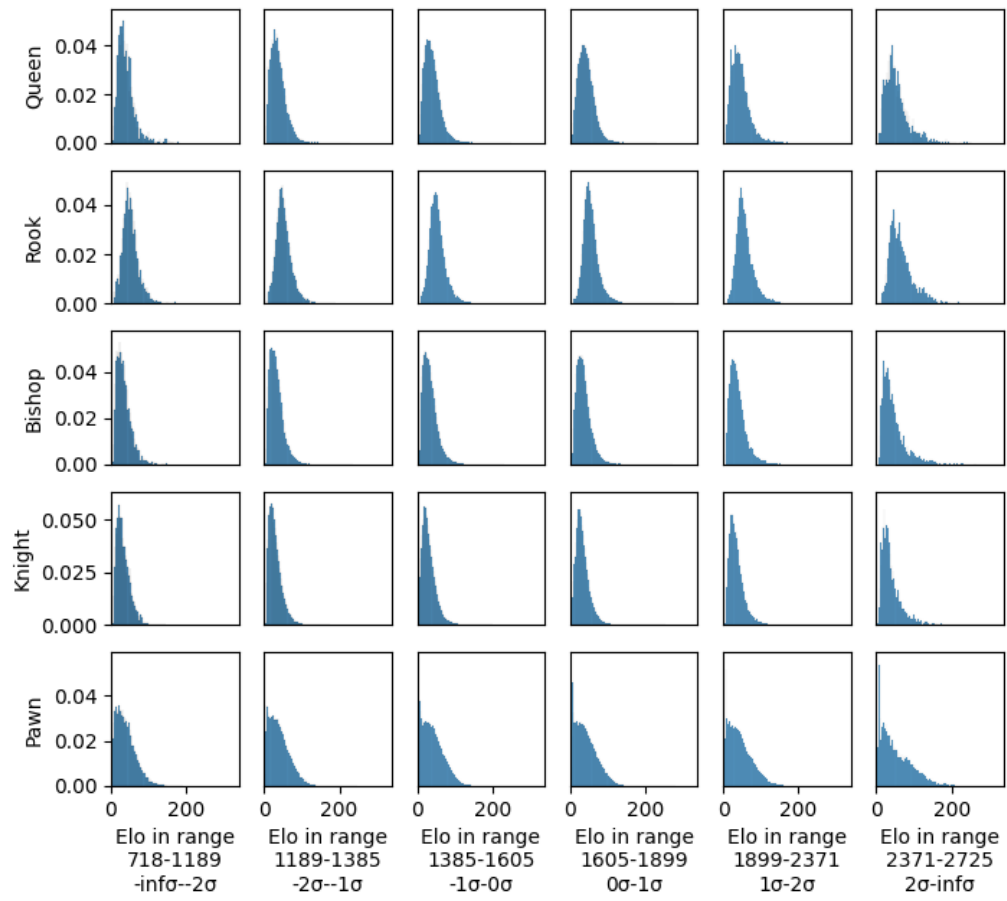 Queen
0.04
0.02
0.00
Rook
0.04
0.02
0.00
Bishop
0.04
0.02
0.00
Knight
0.050
0.025
0.000
Pawn
0.04
0.02
0.00
0 200 0 200 0 200 0 200 0 200 0 200
Elo in range Elo in range Elo in range Elo in range Elo in range Elo in range
718-1189 1189-1385 1385-1605 1605-1899 1899-2371 2371-2725
-infσ--2σ -2σ--1σ -1σ-0σ 0σ-1σ 1σ-2σ 2σ-infσ